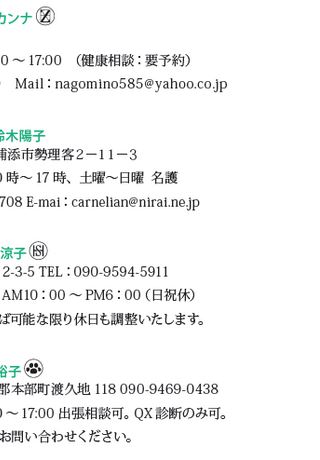 カンナ
0 ～ 17:00 （健康相談：要予約）
Mail：nagomino585@yahoo.co.jp
鈴木陽子
浦添市勢理客２－１１－３
0 時～ 17 時、土曜～日曜 名護
708 E-mai：carnelian@nirai.ne.jp
涼子
2-3-5 TEL：090-9594-5911
AM10：00 ～ PM6：00（日祝休）
ば可能な限り休日も調整いたします。
裕子
郡本部町渡久地 118 090-9469-0438
0 ～ 17:00 出張相談可。QX 診断のみ可。
お問い合わせください。